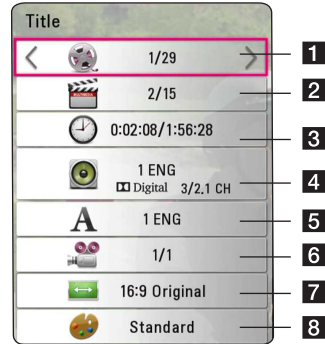 Title
1/29
1
2/15
2
0:02:08/1:56:28
3
1 ENG
DD Digital 3/2.1 CH
4
A
1 ENG
5
1/1
6
16:9 Original
7
Standard
8